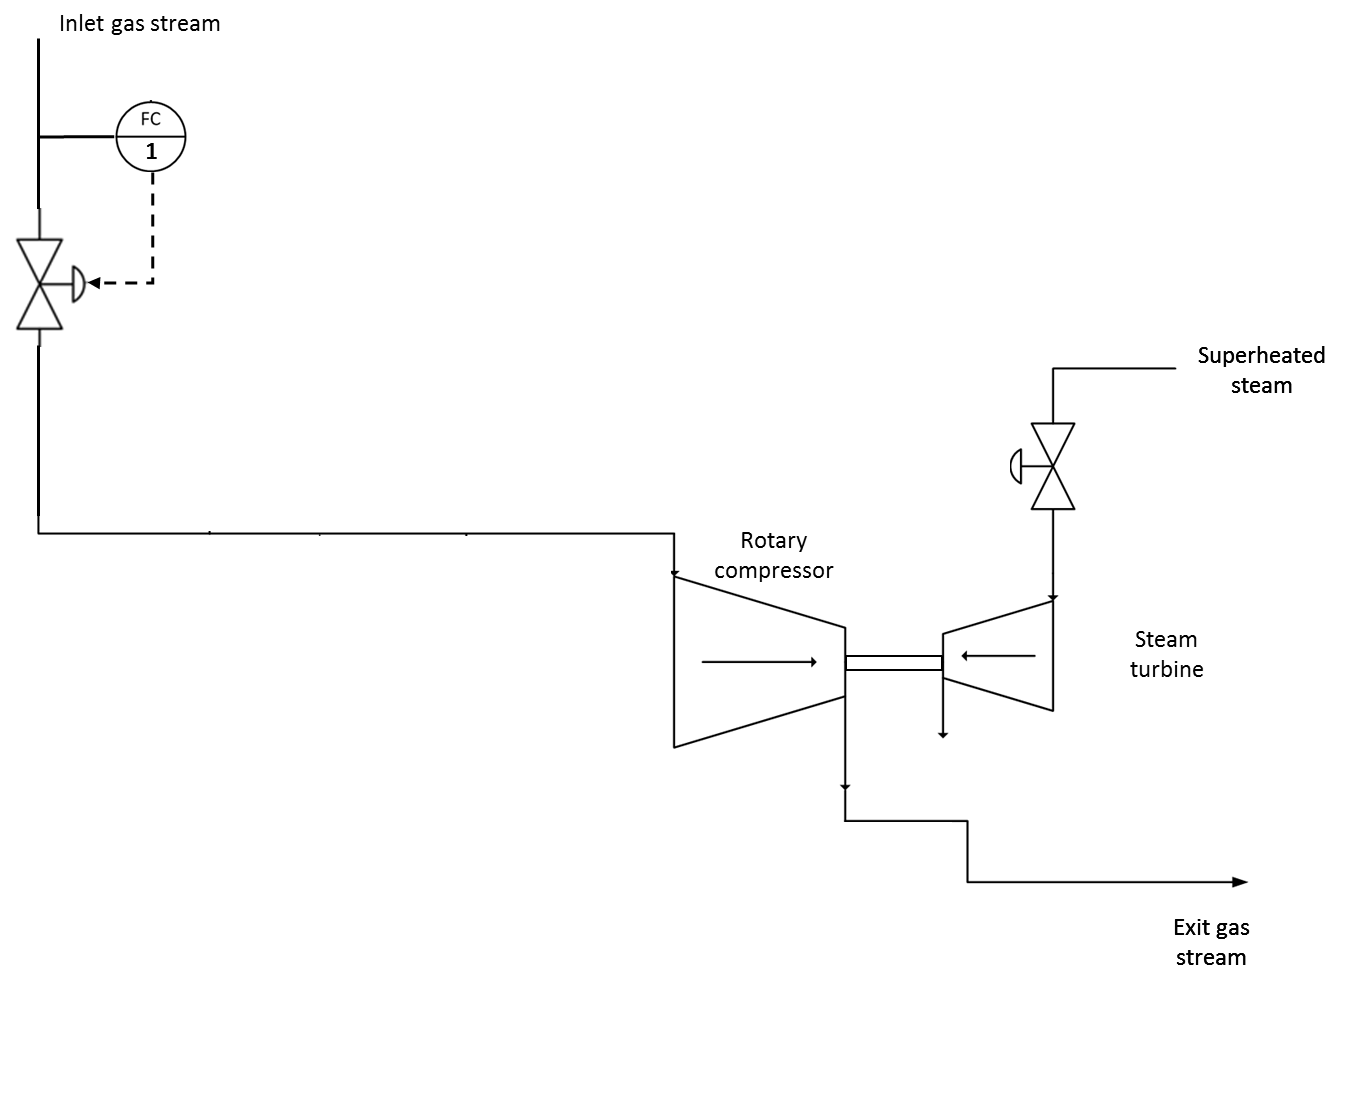 Inlet gas stream
FC
1
Superheated
steam
Rotary
compressor
Steam
turbine
Exit gas
stream